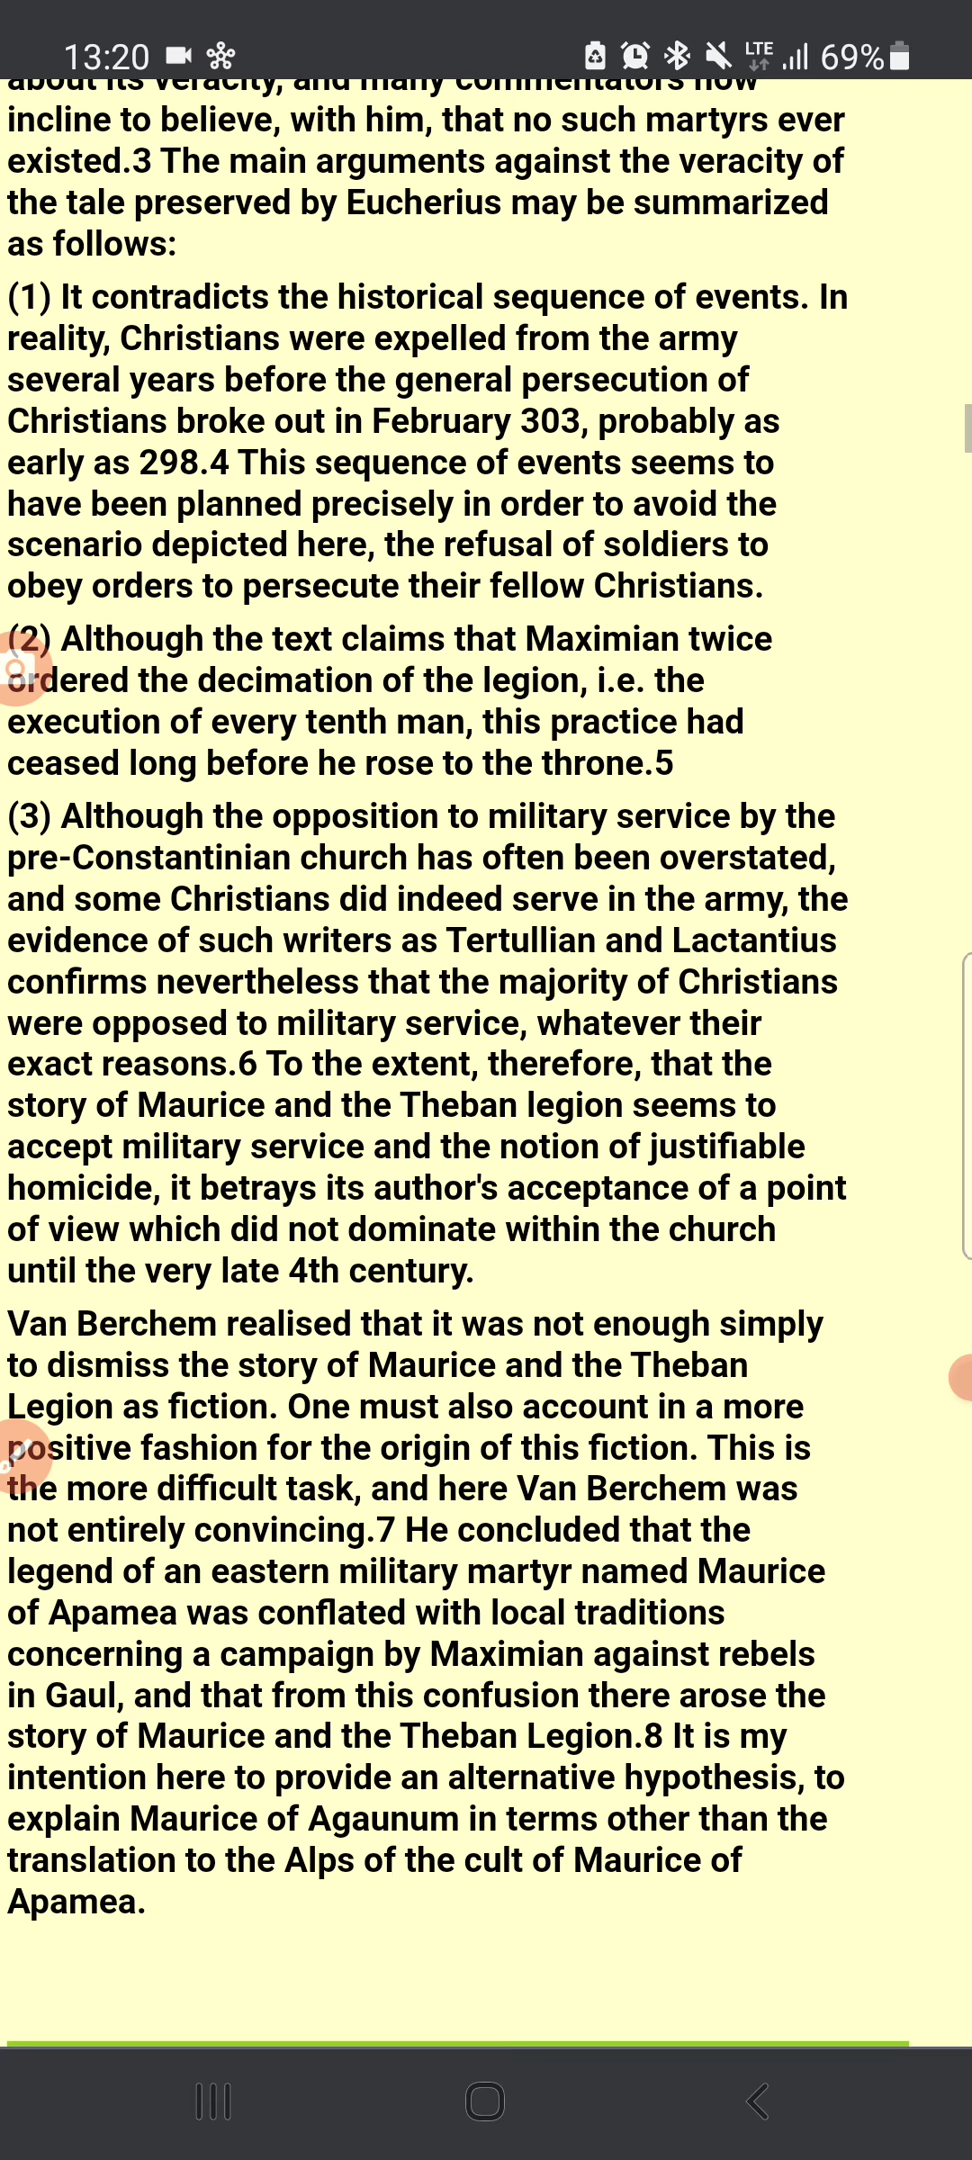 13:20 LTE 69%
about its veracity, and many commentators now
incline to believe, with him, that no such martyrs ever
existed.3 The main arguments against the veracity of
the tale preserved by Eucherius may be summarized
as follows:
(1) It contradicts the historical sequence of events. In
reality, Christians were expelled from the army
several years before the general persecution of
Christians broke out in February 303, probably as
early as 298.4 This sequence of events seems to
have been planned precisely in order to avoid the
scenario depicted here, the refusal of soldiers to
obey orders to persecute their fellow Christians.
(2) Although the text claims that Maximian twice
ordered the decimation of the legion, i.e. the
execution of every tenth man, this practice had
ceased long before he rose to the throne.5
(3) Although the opposition to military service by the
pre-Constantinian church has often been overstated,
and some Christians did indeed serve in the army, the
evidence of such writers as Tertullian and Lactantius
confirms nevertheless that the majority of Christians
were opposed to military service, whatever their
exact reasons.6 To the extent, therefore, that the
story of Maurice and the Theban legion seems to
accept military service and the notion of justifiable
homicide, it betrays its author's acceptance of a point
of view which did not dominate within the church
until the very late 4th century.
Van Berchem realised that it was not enough simply
to dismiss the story of Maurice and the Theban
Legion as fiction. One must also account in a more
positive fashion for the origin of this fiction. This is
the more difficult task, and here Van Berchem was
not entirely convincing.7 He concluded that the
legend of an eastern military martyr named Maurice
of Apamea was conflated with local traditions
concerning a campaign by Maximian against rebels
in Gaul, and that from this confusion there arose the
story of Maurice and the Theban Legion.8 It is my
intention here to provide an alternative hypothesis, to
explain Maurice of Agaunum in terms other than the
translation to the Alps of the cult of Maurice of
Apamea.